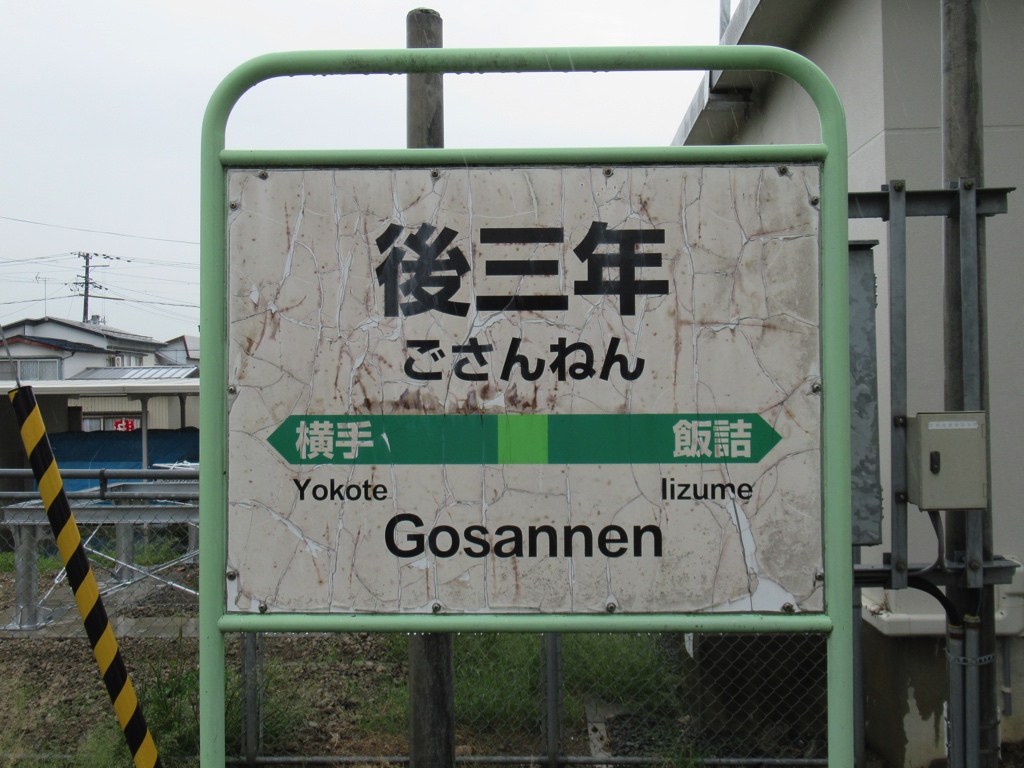 後三年
ごさんねん
横手 飯詰
Yokote Iizume
Gosannen